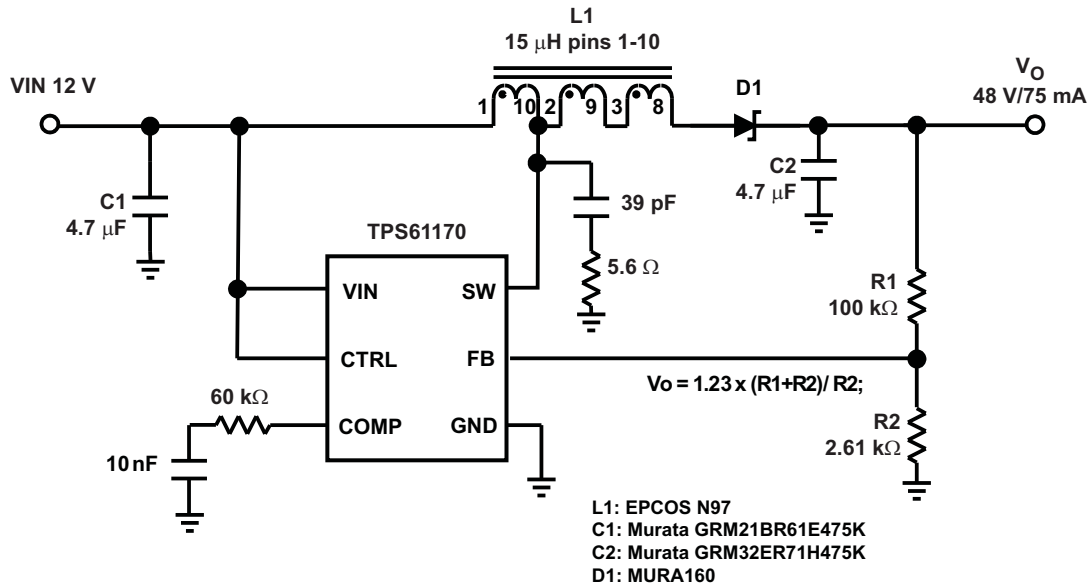 L1
15 μH pins 1-10
VIN 12 V
1
10
2
9
3
8
D1
VO
48 V/75 mA
C1
4.7 μF
C2
4.7 μF
39 pF
5.6 Ω
TPS61170
VIN
SW
CTRL
FB
COMP
GND
R1
100 kΩ
Vo = 1.23 x (R1+R2)/ R2;
60 kΩ
10 nF
R2
2.61 kΩ
L1: EPCOS N97
C1: Murata GRM21BR61E475K
C2: Murata GRM32ER71H475K
D1: MURA160